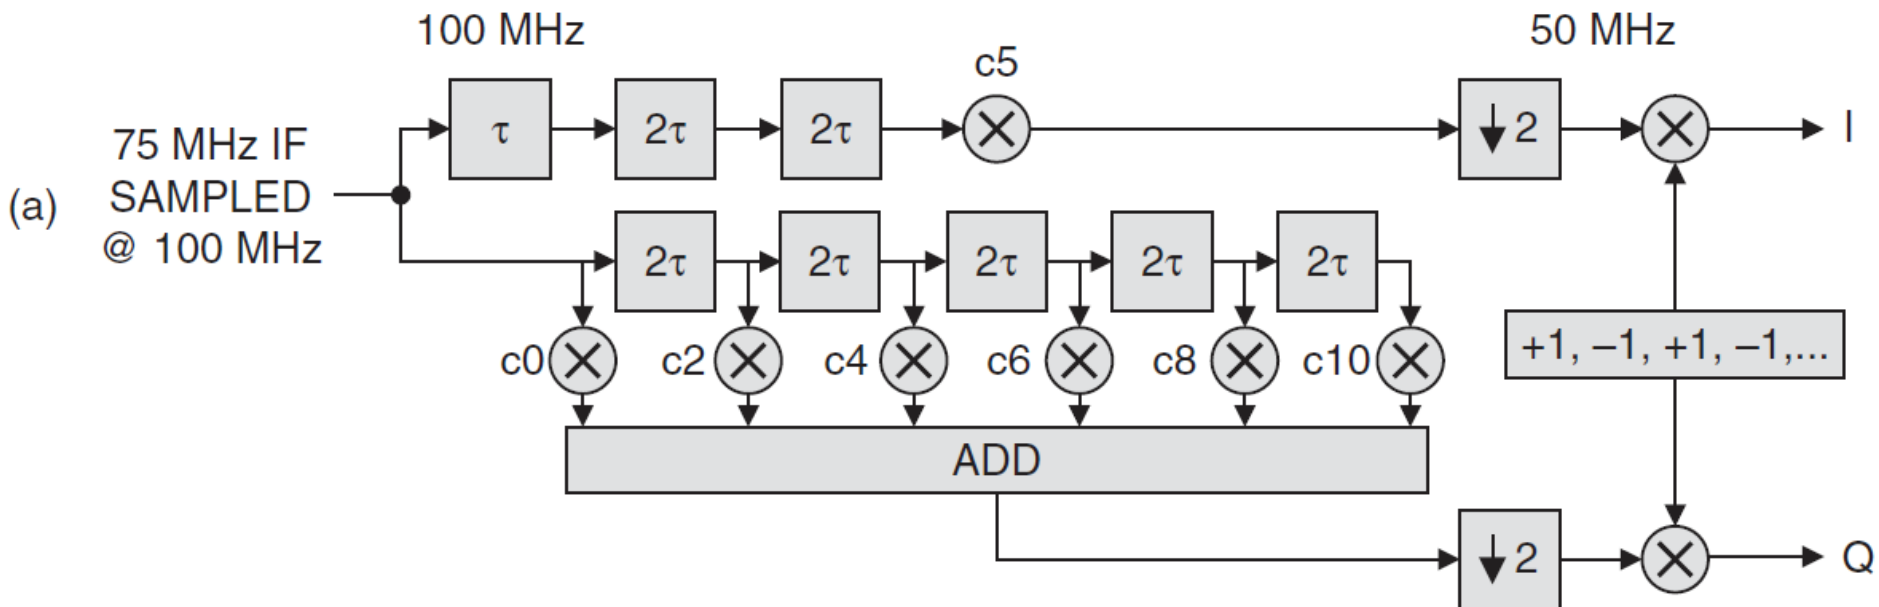 100 MHz
50 MHz
c5
τ
2τ
2τ
↓ 2
I
(a)
75 MHz IF
SAMPLED
@ 100 MHz
2τ
2τ
2τ
2τ
2τ
c0
c2
c4
c6
c8
c10
+1, –1, +1, –1,...
ADD
↓ 2
Q